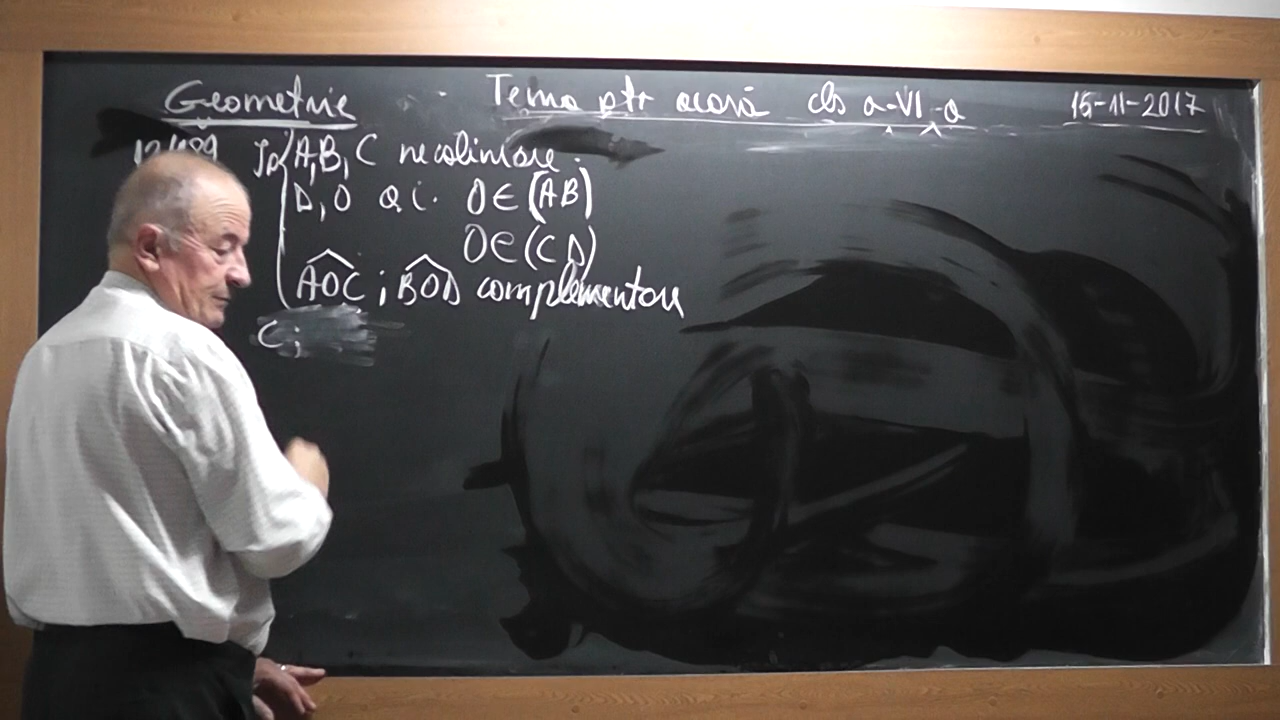 Geometrie Tema ptr acasă cls a-VI-a 15-11-2017
Ip A,B,C necoliniare.
D,O a.i. O∈(AB)
O∈(CD)
AOC ; BOD complementare
C;